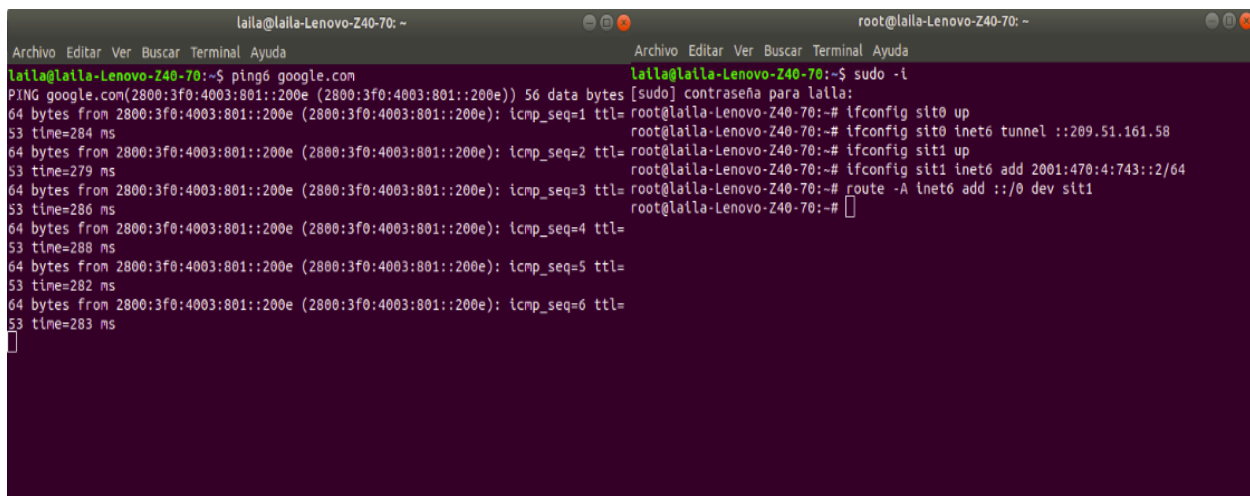 laila@laila-Lenovo-Z40-70: ~
Archivo Editar Ver Buscar Terminal Ayuda
laila@laila-Lenovo-Z40-70:~$ ping6 google.com
PING google.com(2800:3f0:4003:801::200e (2800:3f0:4003:801::200e)) 56 data bytes
64 bytes from 2800:3f0:4003:801::200e (2800:3f0:4003:801::200e): icmp_seq=1 ttl=
53 time=284 ms
64 bytes from 2800:3f0:4003:801::200e (2800:3f0:4003:801::200e): icmp_seq=2 ttl=
53 time=279 ms
64 bytes from 2800:3f0:4003:801::200e (2800:3f0:4003:801::200e): icmp_seq=3 ttl=
53 time=286 ms
64 bytes from 2800:3f0:4003:801::200e (2800:3f0:4003:801::200e): icmp_seq=4 ttl=
53 time=288 ms
64 bytes from 2800:3f0:4003:801::200e (2800:3f0:4003:801::200e): icmp_seq=5 ttl=
53 time=282 ms
64 bytes from 2800:3f0:4003:801::200e (2800:3f0:4003:801::200e): icmp_seq=6 ttl=
53 time=283 ms
root@laila-Lenovo-Z40-70: ~
Archivo Editar Ver Buscar Terminal Ayuda
laila@laila-Lenovo-Z40-70:~$ sudo -i
[sudo] contraseña para laila:
root@laila-Lenovo-Z40-70:~# ifconfig sit0 up
root@laila-Lenovo-Z40-70:~# ifconfig sit0 inet6 tunnel ::209.51.161.58
root@laila-Lenovo-Z40-70:~# ifconfig sit1 up
root@laila-Lenovo-Z40-70:~# ifconfig sit1 inet6 add 2001:470:4:743::2/64
root@laila-Lenovo-Z40-70:~# route -A inet6 add ::/0 dev sit1
root@laila-Lenovo-Z40-70:~#